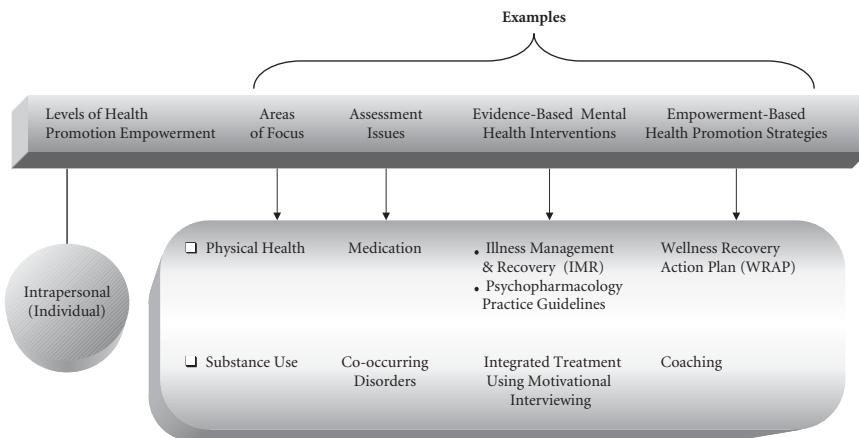 Examples
Levels of Health
Promotion Empowerment
Areas
of Focus
Assessment
Issues
Evidence-Based Mental
Health Interventions
Empowerment-Based
Health Promotion Strategies
Intrapersonal
(Individual)
❑ Physical Health
Medication
• Illness Management
& Recovery (IMR)
• Psychopharmacology
Practice Guidelines
Wellness Recovery
Action Plan (WRAP)
❑ Substance Use
Co-occurring
Disorders
Integrated Treatment
Using Motivational
Interviewing
Coaching